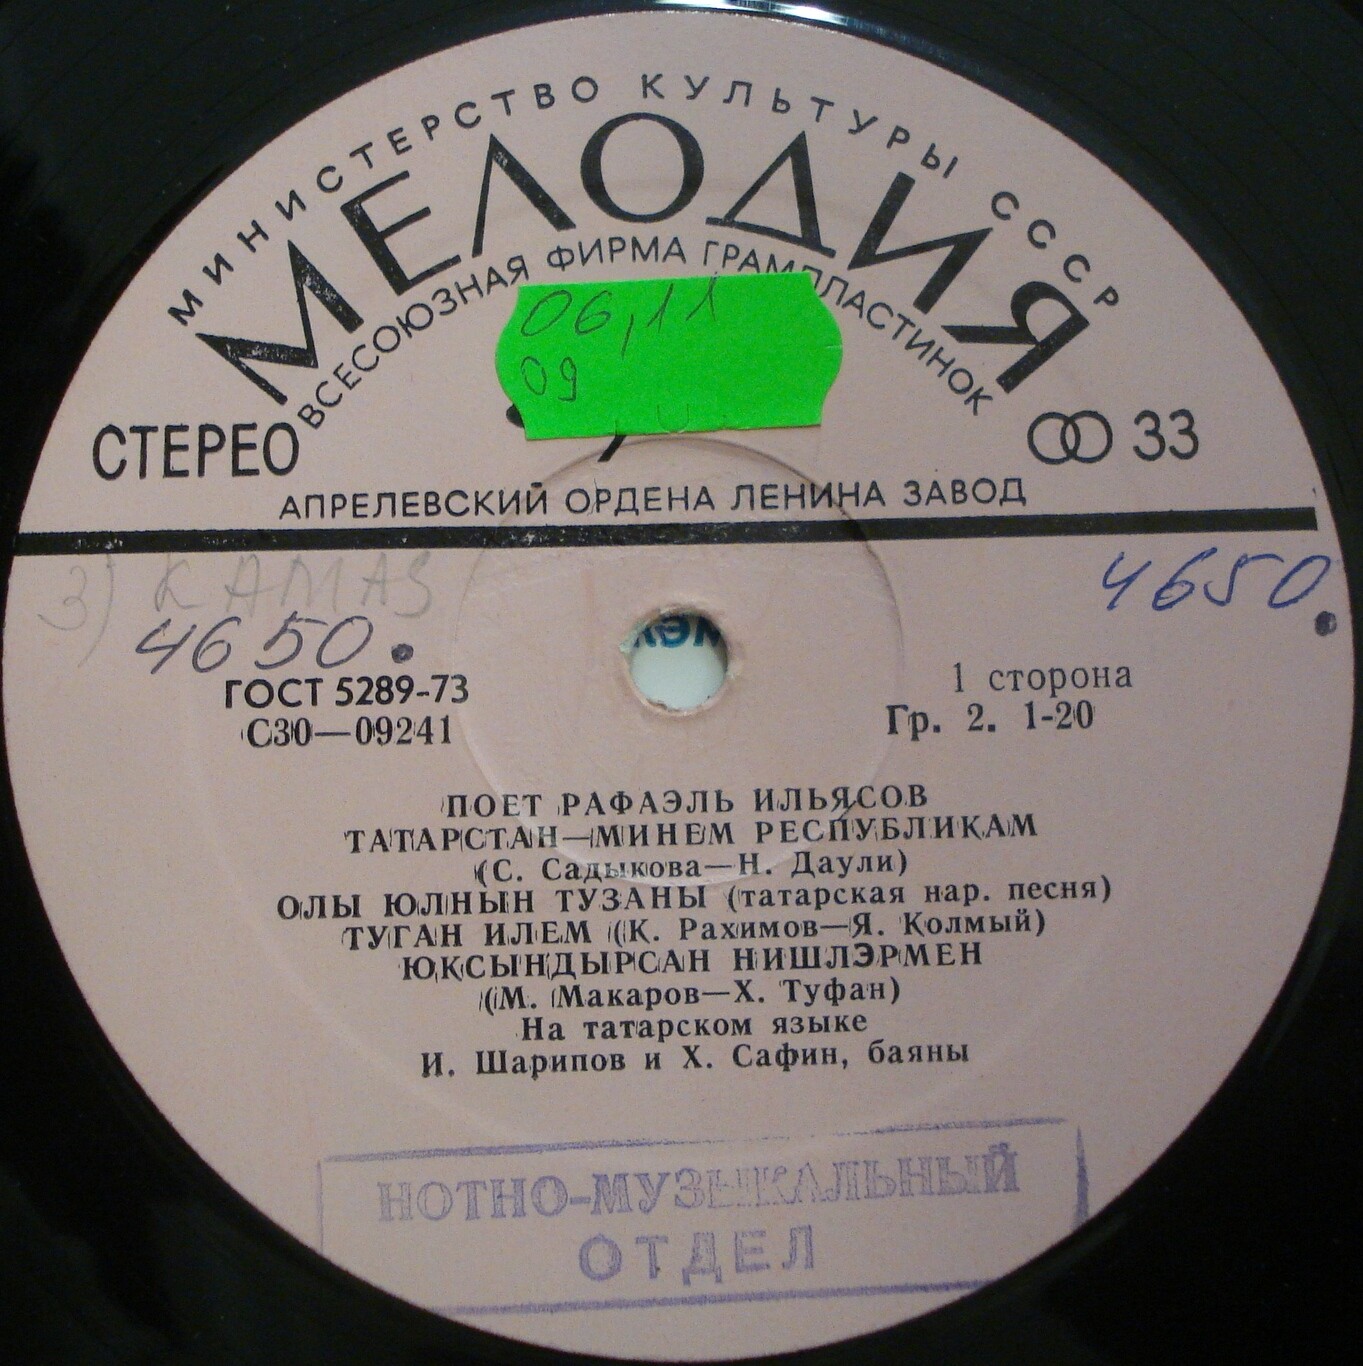 МИНИСТЕРСТВО КУЛЬТУРЫ СССР
МЕЛОДИЯ
ВСЕСОЮЗНАЯ ФИРМА ГРАМПЛАСТИНОК
06,11
09
СТЕРЕО
33
АПРЕЛЕВСКИЙ ОРДЕНА ЛЕНИНА ЗАВОД
3) КАМАЗ
4650.
4650.
ГОСТ 5289-73
С30—09241
1 сторона
Гр. 2. 1-20
ПОЕТ РАФАЭЛЬ ИЛЬЯСОВ
ТАТАРСТАН—МИНЕМ РЕСПУБЛИКАМ
(С. Садыкова—Н. Даули)
ОЛЫ ЮЛНЫН ТУЗАНЫ (татарская нар. песня)
ТУГАН ИЛЕМ (К. Рахимов—Я. Колмый)
ЮКСЫНДЫРСАН НИШЛЭРМЕН
(М. Макаров—Х. Туфан)
На татарском языке
И. Шарипов и Х. Сафин, баяны
НОТНО-МУЗЫКАЛЬНЫЙ
ОТДЕЛ